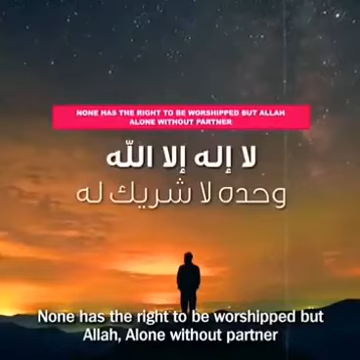 NONE HAS THE RIGHT TO BE WORSHIPPED BUT ALLAH
ALONE WITHOUT PARTNER
لا إله إلا الله
وحده لا شريك له
None has the right to be worshipped but
Allah, Alone without partner